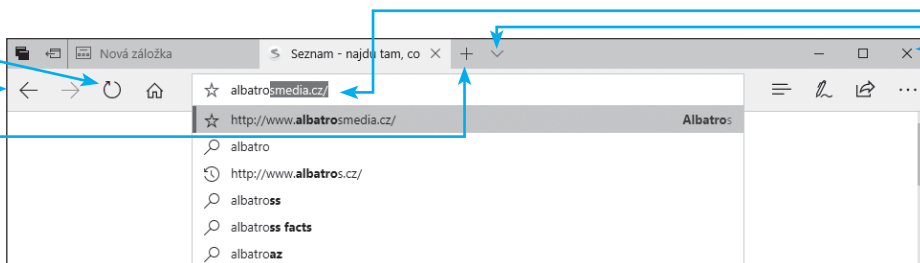 Nová záložka
Seznam - najdu tam, co
albatrosmedia.cz/
http://www.albatrosmedia.cz/ Albatros
albatro
http://www.albatros.cz/
albatross
albatross facts
albatroaz